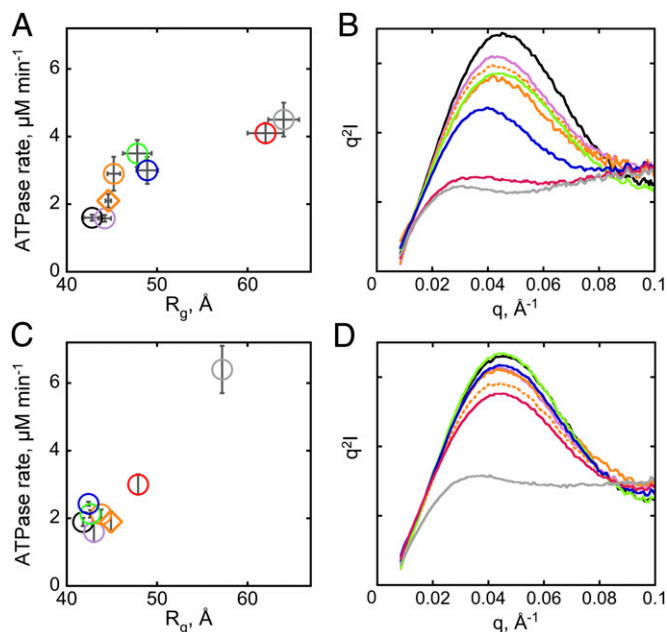 A
ATPase rate, µM min⁻¹
6
4
2
0
40
50
60
R_g, Å
B
q²I
0
0.02
0.04
0.06
0.08
0.1
q, Å⁻¹
C
ATPase rate, µM min⁻¹
6
4
2
0
40
50
60
R_g, Å
D
q²I
0
0.02
0.04
0.06
0.08
0.1
q, Å⁻¹